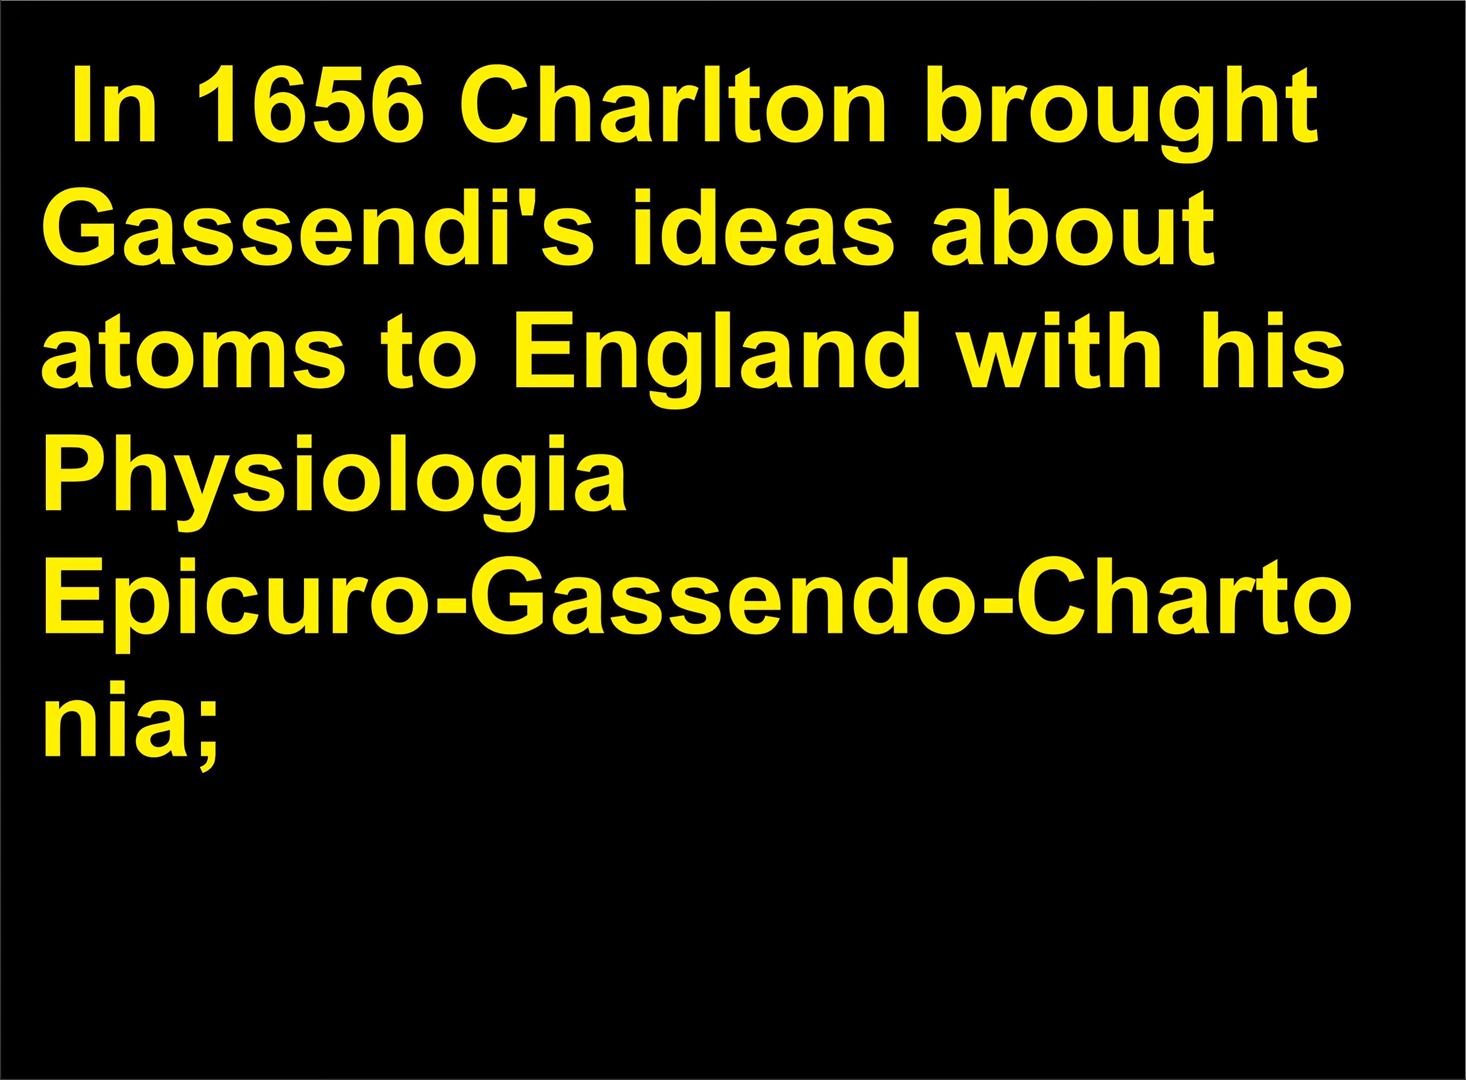 In 1656 Charlton brought
Gassendi's ideas about
atoms to England with his
Physiologia
Epicuro-Gassendo-Charto
nia;